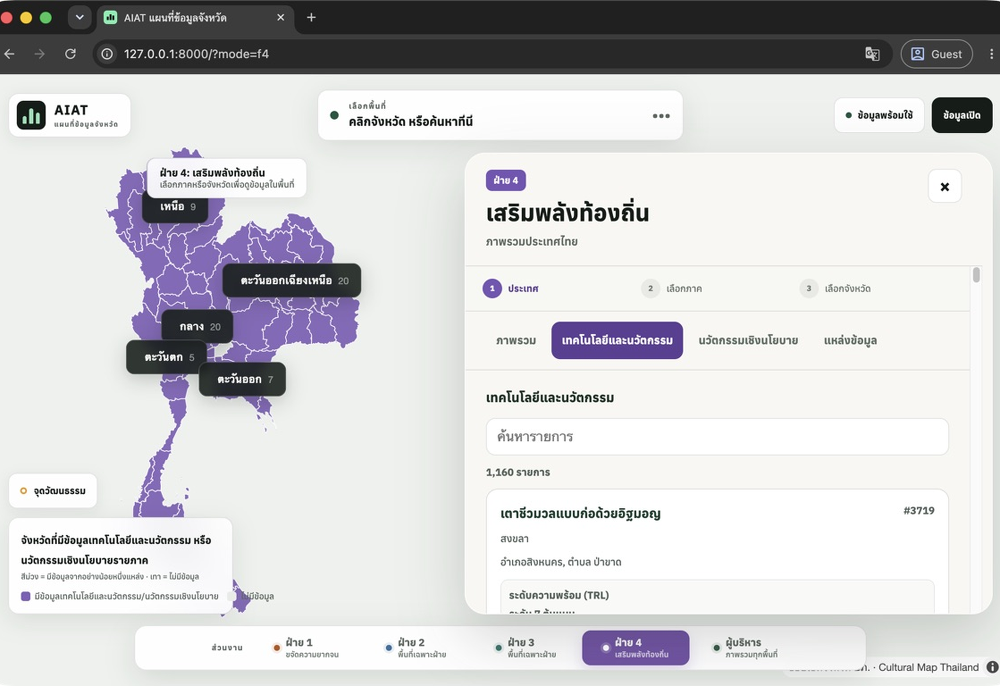 AIAT แผนที่ข้อมูลจังหวัด
127.0.0.1:8000/?mode=f4
Guest
AIAT
แผนที่ข้อมูลจังหวัด
เลือกพื้นที่
คลิกจังหวัด หรือค้นหาที่นี่
ข้อมูลพร้อมใช้
ข้อมูลเปิด
ฝ่าย 4: เสริมพลังท้องถิ่น
เลือกภาคหรือจังหวัดเพื่อดูข้อมูลในพื้นที่
เหนือ 9
ตะวันออกเฉียงเหนือ 20
กลาง 20
ตะวันตก 5
ตะวันออก 7
จุดวัฒนธรรม
จังหวัดที่มีข้อมูลเทคโนโลยีและนวัตกรรม หรือ
นวัตกรรมเชิงนโยบายรายภาค
สีม่วง = มีข้อมูลจากอย่างน้อยหนึ่งแหล่ง · เทา = ไม่มีข้อมูล
มีข้อมูลเทคโนโลยีและนวัตกรรม/นวัตกรรมเชิงนโยบาย ไม่มีข้อมูล
ฝ่าย 4
เสริมพลังท้องถิ่น
ภาพรวมประเทศไทย
1 ประเทศ 2 เลือกภาค 3 เลือกจังหวัด
ภาพรวม เทคโนโลยีและนวัตกรรม นวัตกรรมเชิงนโยบาย แหล่งข้อมูล
เทคโนโลยีและนวัตกรรม
ค้นหารายการ
1,160 รายการ
เตาชีวมวลแบบก่อด้วยอิฐมอญ #3719
สงขลา
อำเภอสิงหนคร, ตำบล ป่าขาด
ระดับความพร้อม (TRL)
ระดับ 7 ต้นแบบ
ส่วนงาน
ฝ่าย 1
ขจัดความยากจน
ฝ่าย 2
พื้นที่เฉพาะฝ่าย
ฝ่าย 3
พื้นที่เฉพาะฝ่าย
ฝ่าย 4
เสริมพลังท้องถิ่น
ผู้บริหาร
ภาพรวมทุกพื้นที่
· Cultural Map Thailand